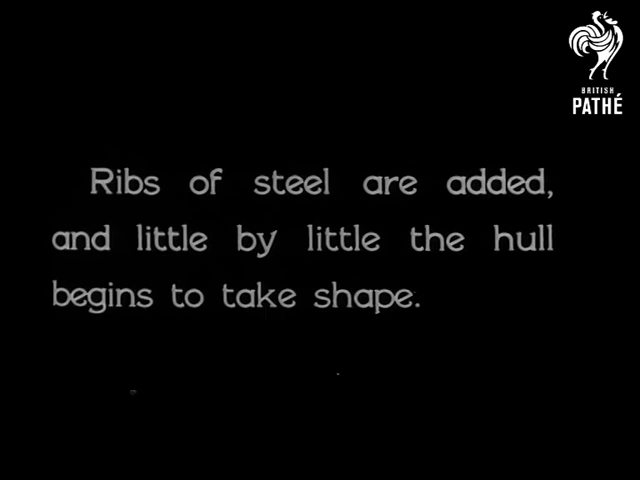 BRITISH
PATHÉ
Ribs of steel are added,
and little by little the hull
begins to take shape.